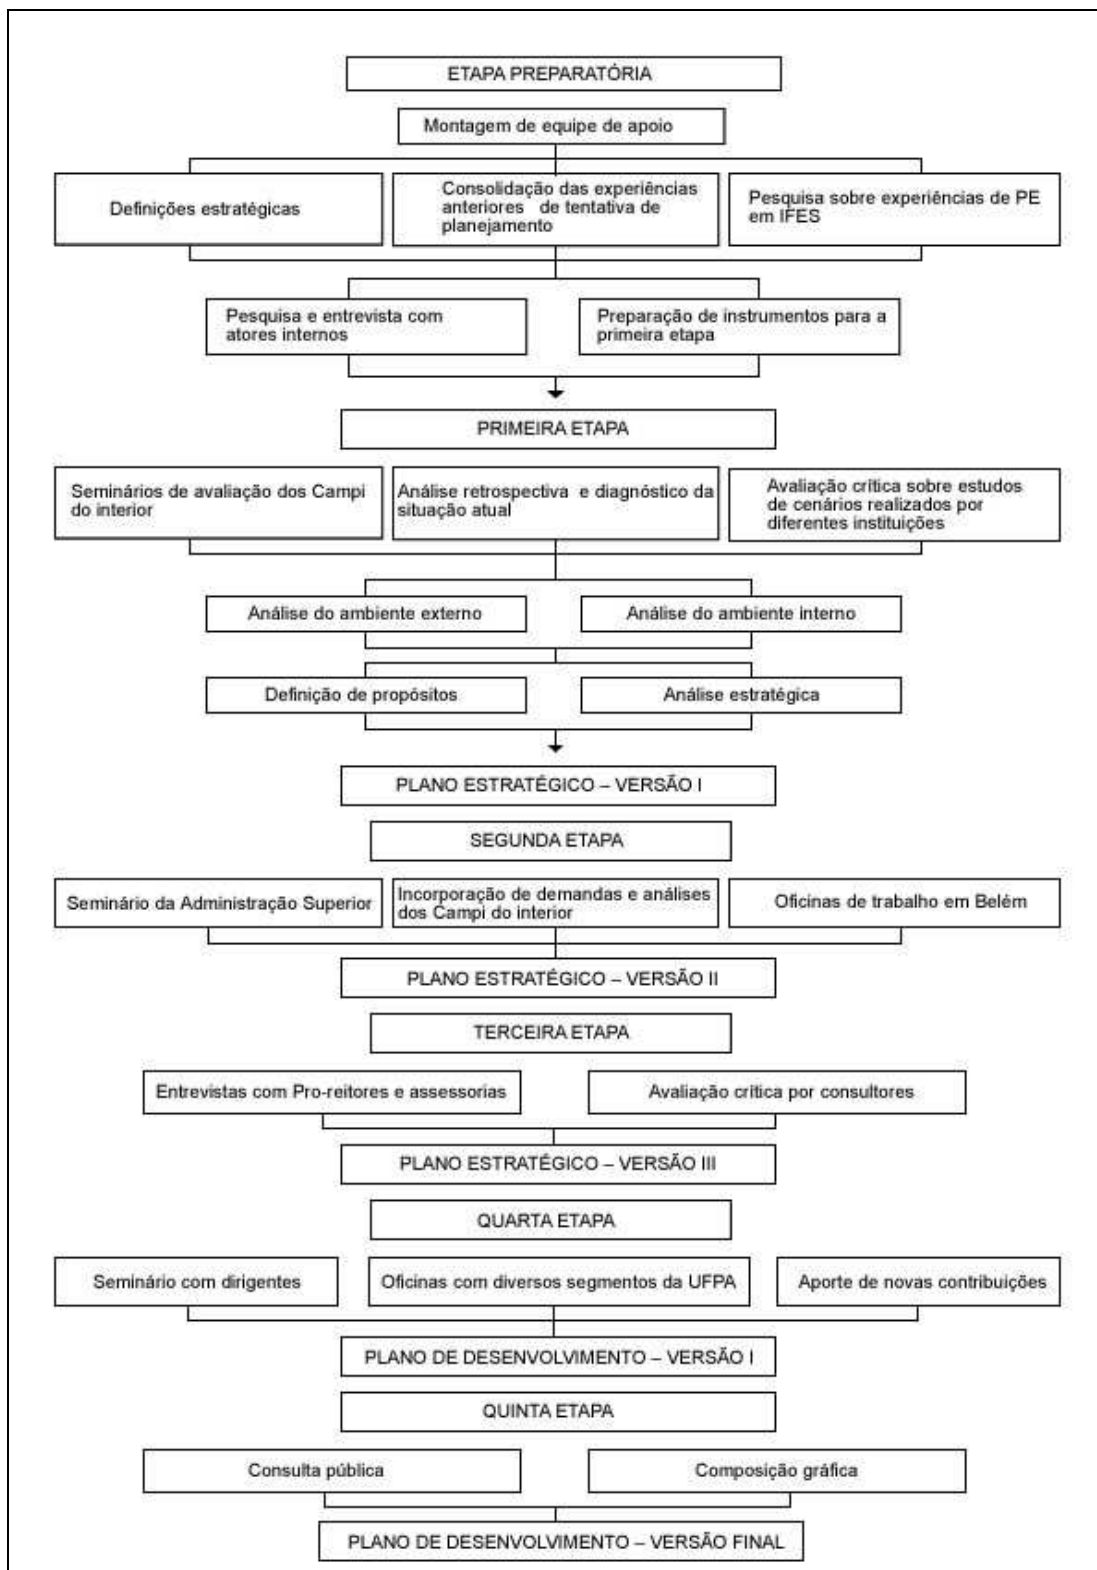 ETAPA PREPARATÓRIA
Montagem de equipe de apoio
Definições estratégicas
Consolidação das experiências
anteriores de tentativa de
planejamento
Pesquisa sobre experiências de PE
em IFES
Pesquisa e entrevista com
atores internos
Preparação de instrumentos para a
primeira etapa
PRIMEIRA ETAPA
Seminários de avaliação dos Campi
do interior
Análise retrospectiva e diagnóstico da
situação atual
Avaliação crítica sobre estudos
de cenários realizados por
diferentes instituições
Análise do ambiente externo
Análise do ambiente interno
Definição de propósitos
Análise estratégica
PLANO ESTRATÉGICO – VERSÃO I
SEGUNDA ETAPA
Seminário da Administração Superior
Incorporação de demandas e análises
dos Campi do interior
Oficinas de trabalho em Belém
PLANO ESTRATÉGICO – VERSÃO II
TERCEIRA ETAPA
Entrevistas com Pro-reitores e assessorias
Avaliação crítica por consultores
PLANO ESTRATÉGICO – VERSÃO III
QUARTA ETAPA
Seminário com dirigentes
Oficinas com diversos segmentos da UFPA
Aporte de novas contribuições
PLANO DE DESENVOLVIMENTO – VERSÃO I
QUINTA ETAPA
Consulta pública
Composição gráfica
PLANO DE DESENVOLVIMENTO – VERSÃO FINAL